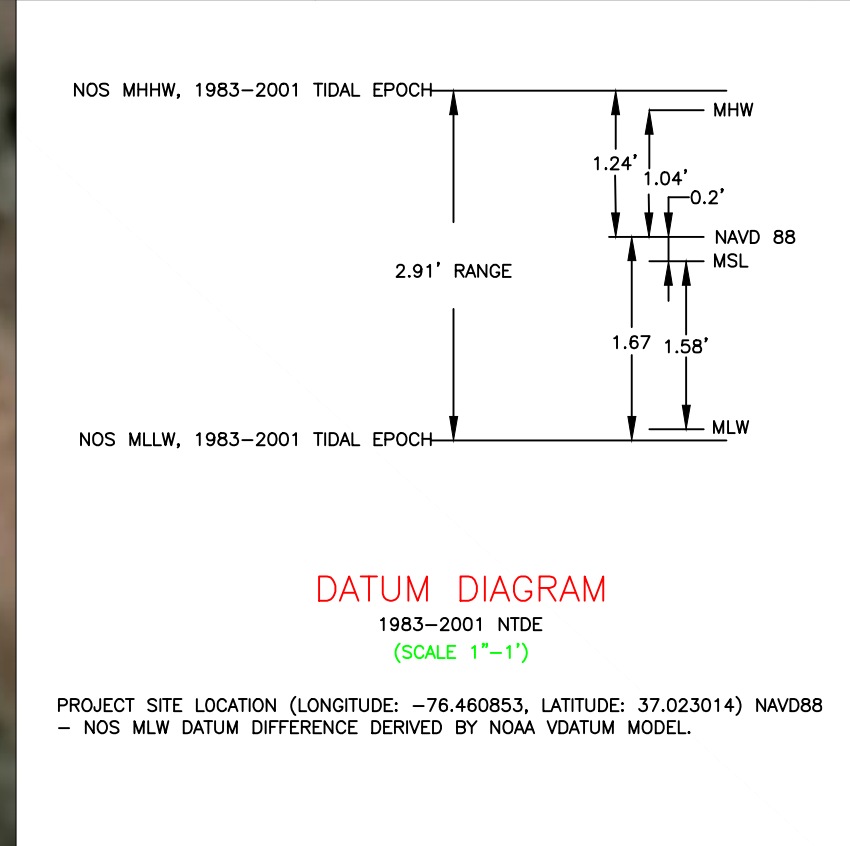 NOS MHHW, 1983-2001 TIDAL EPOCH
MHW
1.24'
1.04'
0.2'
NAVD 88
MSL
2.91' RANGE
1.67
1.58'
MLW
NOS MLLW, 1983-2001 TIDAL EPOCH
DATUM DIAGRAM
1983-2001 NTDE
(SCALE 1"-1')
PROJECT SITE LOCATION (LONGITUDE: -76.460853, LATITUDE: 37.023014) NAVD88
- NOS MLW DATUM DIFFERENCE DERIVED BY NOAA VDATUM MODEL.